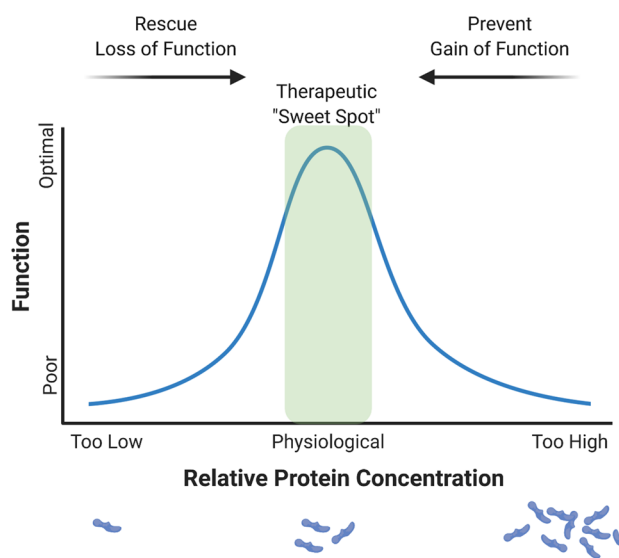 Rescue
Loss of Function
Prevent
Gain of Function
Therapeutic
"Sweet Spot"
Optimal
Function
Poor
Too Low
Physiological
Too High
Relative Protein Concentration